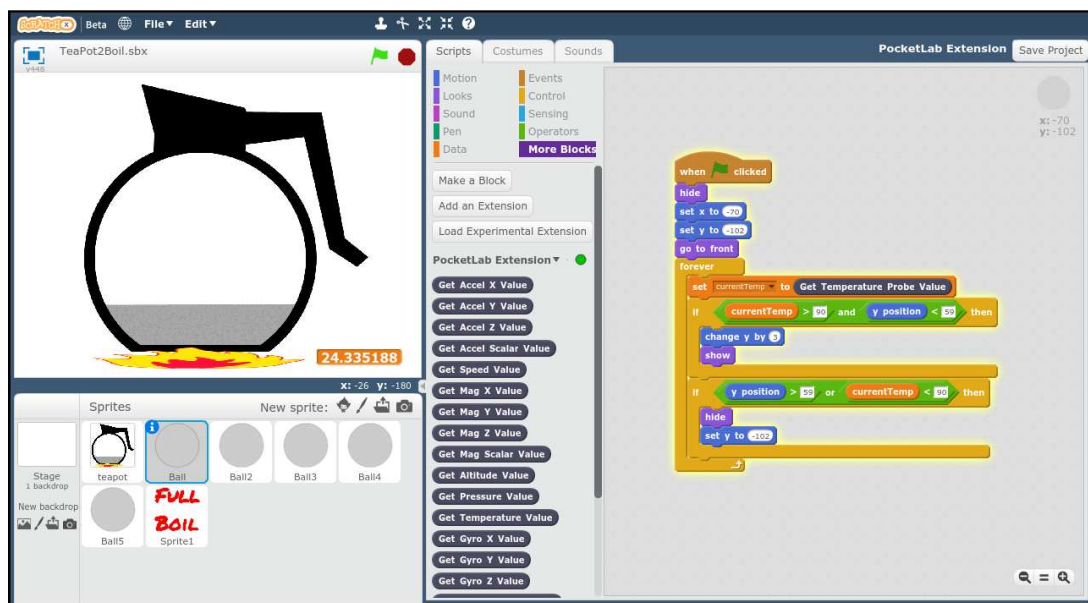 SCRATCHX
Beta File▾ Edit▾
TeaPot2Boil.sbx
v448
24.335188
x: -26 y: -180
Sprites New sprite:
Stage
1 backdrop
New backdrop
teapot
Ball
Ball2
Ball3
Ball4
Ball5
FULL
BOIL
Sprite1
Scripts Costumes Sounds
PocketLab Extension Save Project
Motion Events
Looks Control
Sound Sensing
Pen Operators
Data More Blocks
Make a Block
Add an Extension
Load Experimental Extension
PocketLab Extension▾
Get Accel X Value
Get Accel Y Value
Get Accel Z Value
Get Accel Scalar Value
Get Speed Value
Get Mag X Value
Get Mag Y Value
Get Mag Z Value
Get Mag Scalar Value
Get Altitude Value
Get Pressure Value
Get Temperature Value
Get Gyro X Value
Get Gyro Y Value
Get Gyro Z Value
x: -70
y: -102
when clicked
hide
set x to -70
set y to -102
go to front
forever
set currentTemp to Get Temperature Probe Value
if currentTemp > 90 and y position < 59 then
change y by 3
show
if y position > 59 or currentTemp < 90 then
hide
set y to -102